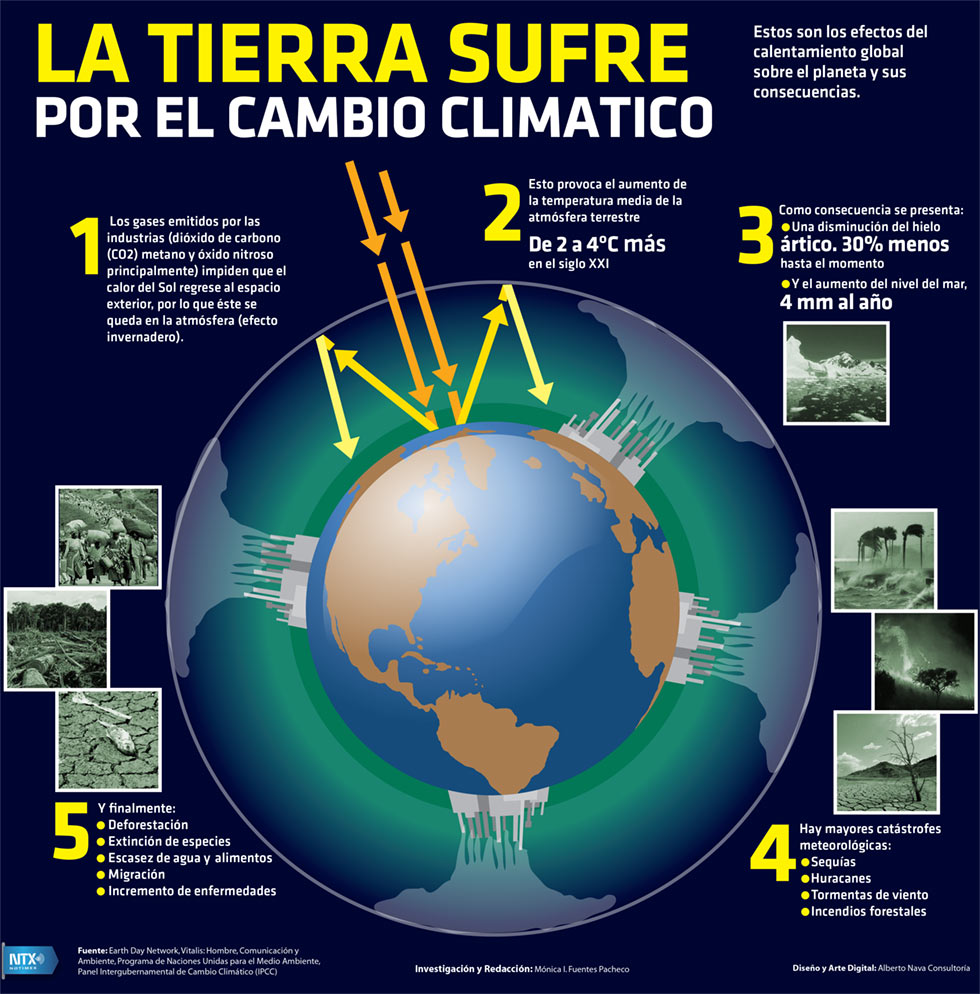 LA TIERRA SUFRE
POR EL CAMBIO CLIMATICO
Estos son los efectos del
calentamiento global
sobre el planeta y sus
consecuencias.
1
Los gases emitidos por las
industrias (dióxido de carbono
(CO2) metano y óxido nitroso
principalmente) impiden que el
calor del Sol regrese al espacio
exterior, por lo que éste se
queda en la atmósfera (efecto
invernadero).
2
Esto provoca el aumento de
la temperatura media de la
atmósfera terrestre
De 2 a 4°C más
en el siglo XXI
3
Como consecuencia se presenta:
Una disminución del hielo
ártico. 30% menos
hasta el momento
Y el aumento del nivel del mar,
4 mm al año
4
Hay mayores catástrofes
meteorológicas:
Sequías
Huracanes
Tormentas de viento
Incendios forestales
5
Y finalmente:
Deforestación
Extinción de especies
Escasez de agua y alimentos
Migración
Incremento de enfermedades
NTX
NOTIMEX
Fuente: Earth Day Network, Vitalis: Hombre, Comunicación y
Ambiente, Programa de Naciones Unidas para el Medio Ambiente,
Panel Intergubernamental de Cambio Climático (IPCC)
Investigación y Redacción: Mónica I. Fuentes Pacheco
Diseño y Arte Digital: Alberto Nava Consultoría